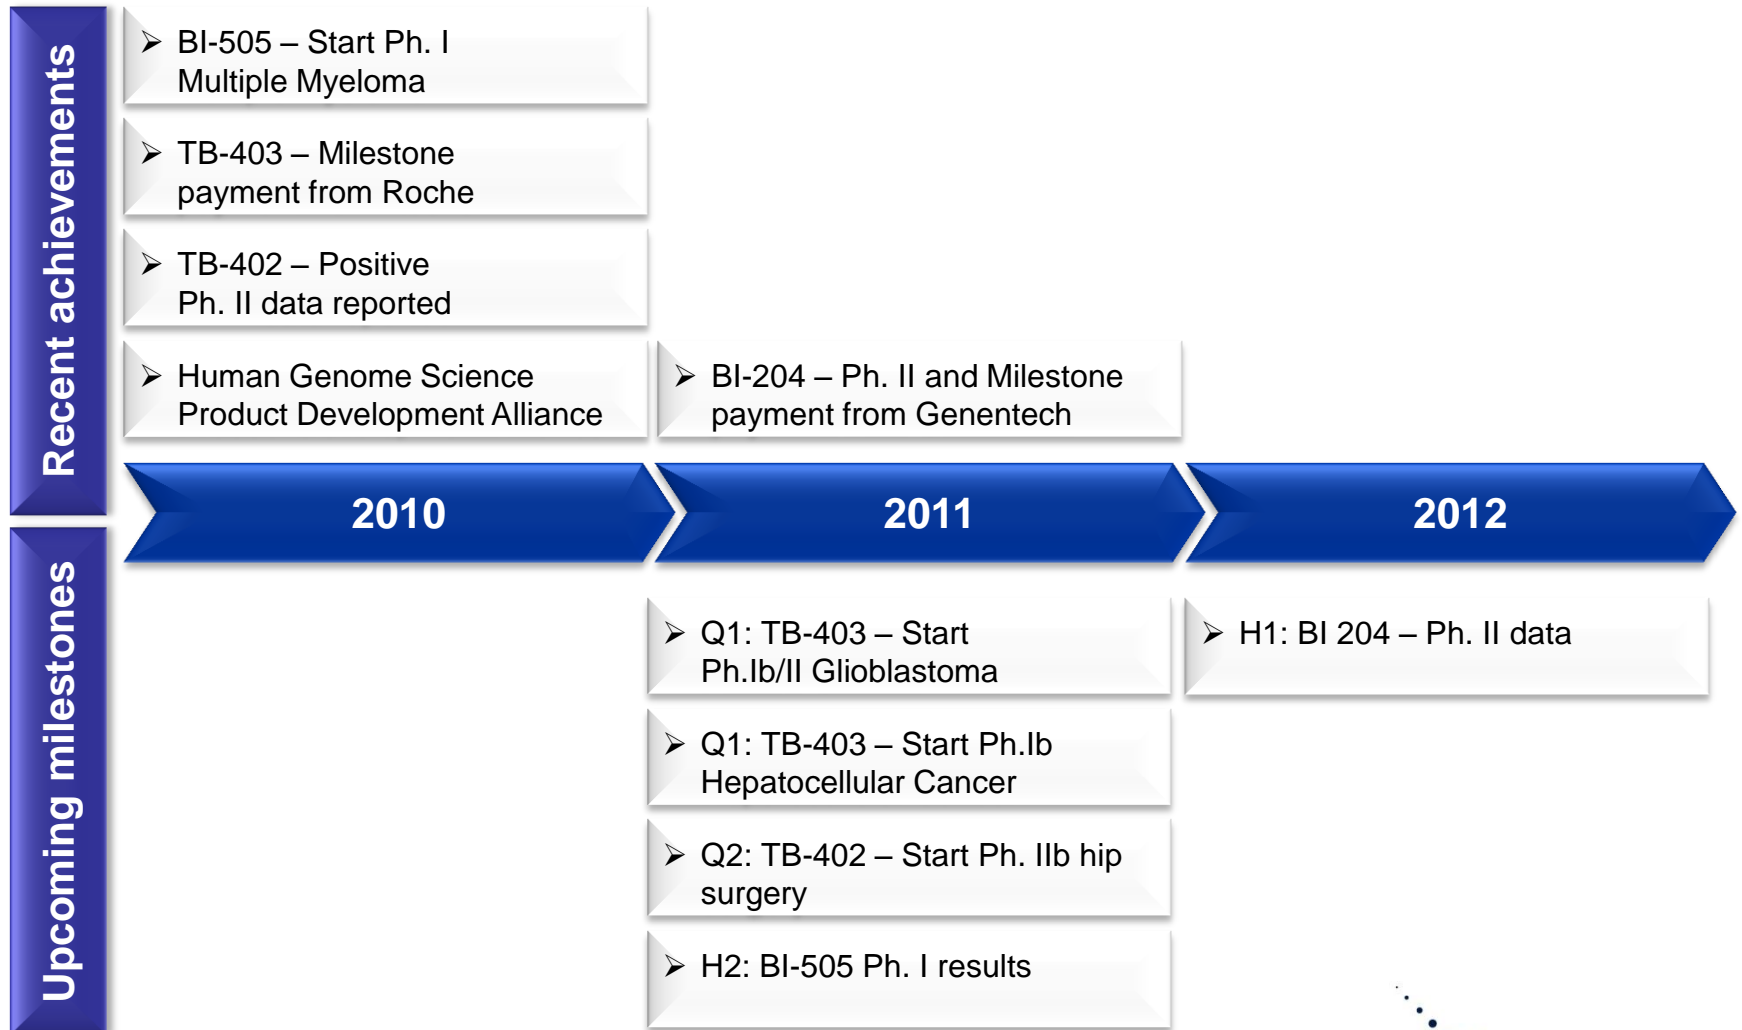 Recent achievements
➢ BI-505 – Start Ph. I
Multiple Myeloma
➢ TB-403 – Milestone
payment from Roche
➢ TB-402 – Positive
Ph. II data reported
➢ Human Genome Science
Product Development Alliance
➢ BI-204 – Ph. II and Milestone
payment from Genentech
2010
2011
2012
Upcoming milestones
➢ Q1: TB-403 – Start
Ph.Ib/II Glioblastoma
➢ Q1: TB-403 – Start Ph.Ib
Hepatocellular Cancer
➢ Q2: TB-402 – Start Ph. IIb hip
surgery
➢ H2: BI-505 Ph. I results
➢ H1: BI 204 – Ph. II data